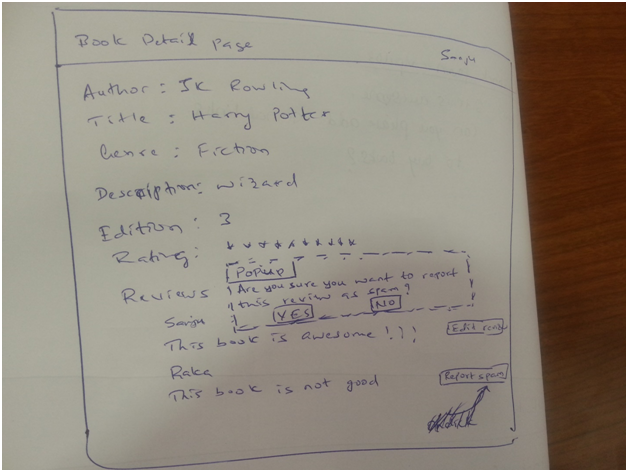 Book Detail Page
Sanju
Author : JK Rowling
Title : Harry Potter
Genre : Fiction
Description: wizard
Edition : 3
Rating: * * * * * * * * * *
Popup
Reviews
Are you sure you want to report
this review as spam?
YES NO
Sanju
This book is awesome!!!
Edit
Raka
This book is not good
Report spam